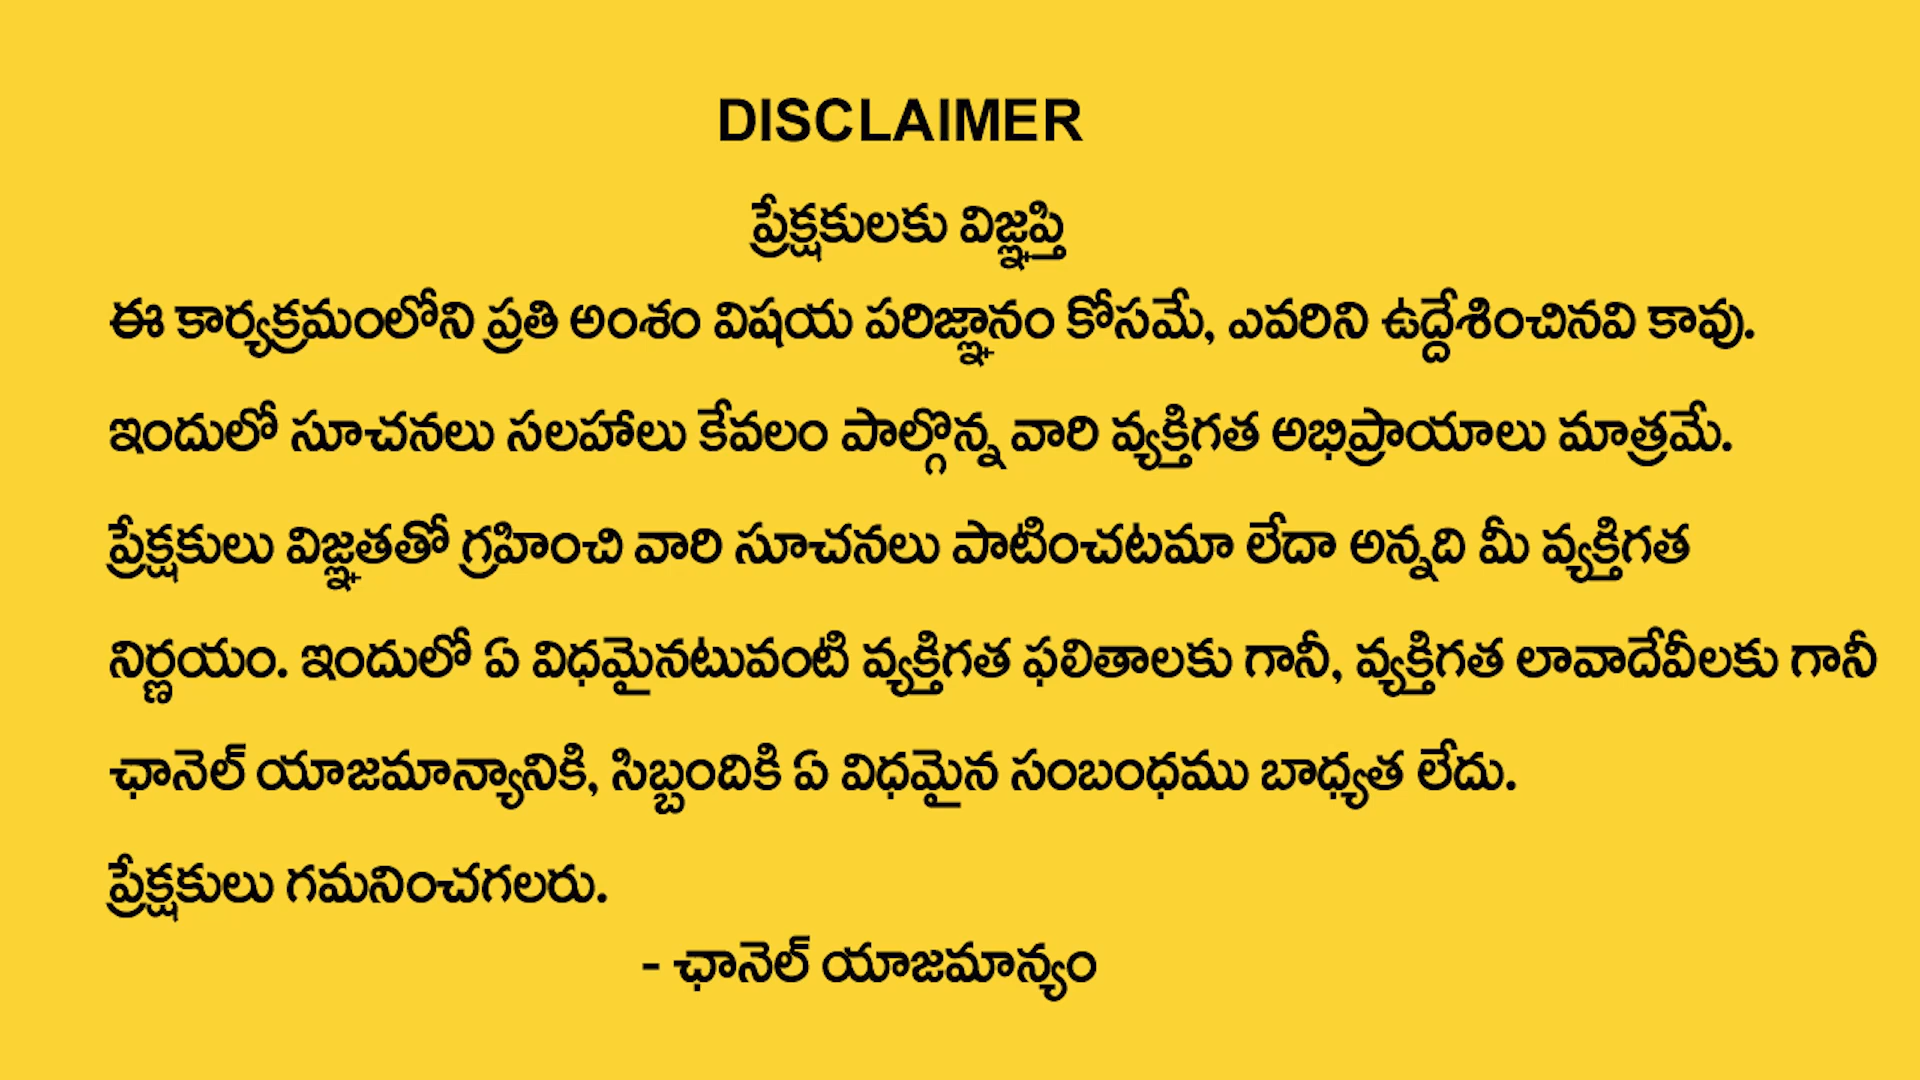 DISCLAIMER
ప్రేక్షకులకు విజ్ఞప్తి
ఈ కార్యక్రమంలోని ప్రతి అంశం విషయ పరిజ్ఞానం కోసమే, ఎవరిని ఉద్దేశించినవి కావు.
ఇందులో సూచనలు సలహాలు కేవలం పాల్గొన్న వారి వ్యక్తిగత అభిప్రాయాలు మాత్రమే.
ప్రేక్షకులు విజ్ఞతతో గ్రహించి వారి సూచనలు పాటించటమా లేదా అన్నది మీ వ్యక్తిగత
నిర్ణయం. ఇందులో ఏ విధమైనటువంటి వ్యక్తిగత ఫలితాలకు గానీ, వ్యక్తిగత లావాదేవీలకు గానీ
ఛానెల్ యాజమాన్యానికి, సిబ్బందికి ఏ విధమైన సంబంధము బాధ్యత లేదు.
ప్రేక్షకులు గమనించగలరు.
- ఛానెల్ యాజమాన్యం